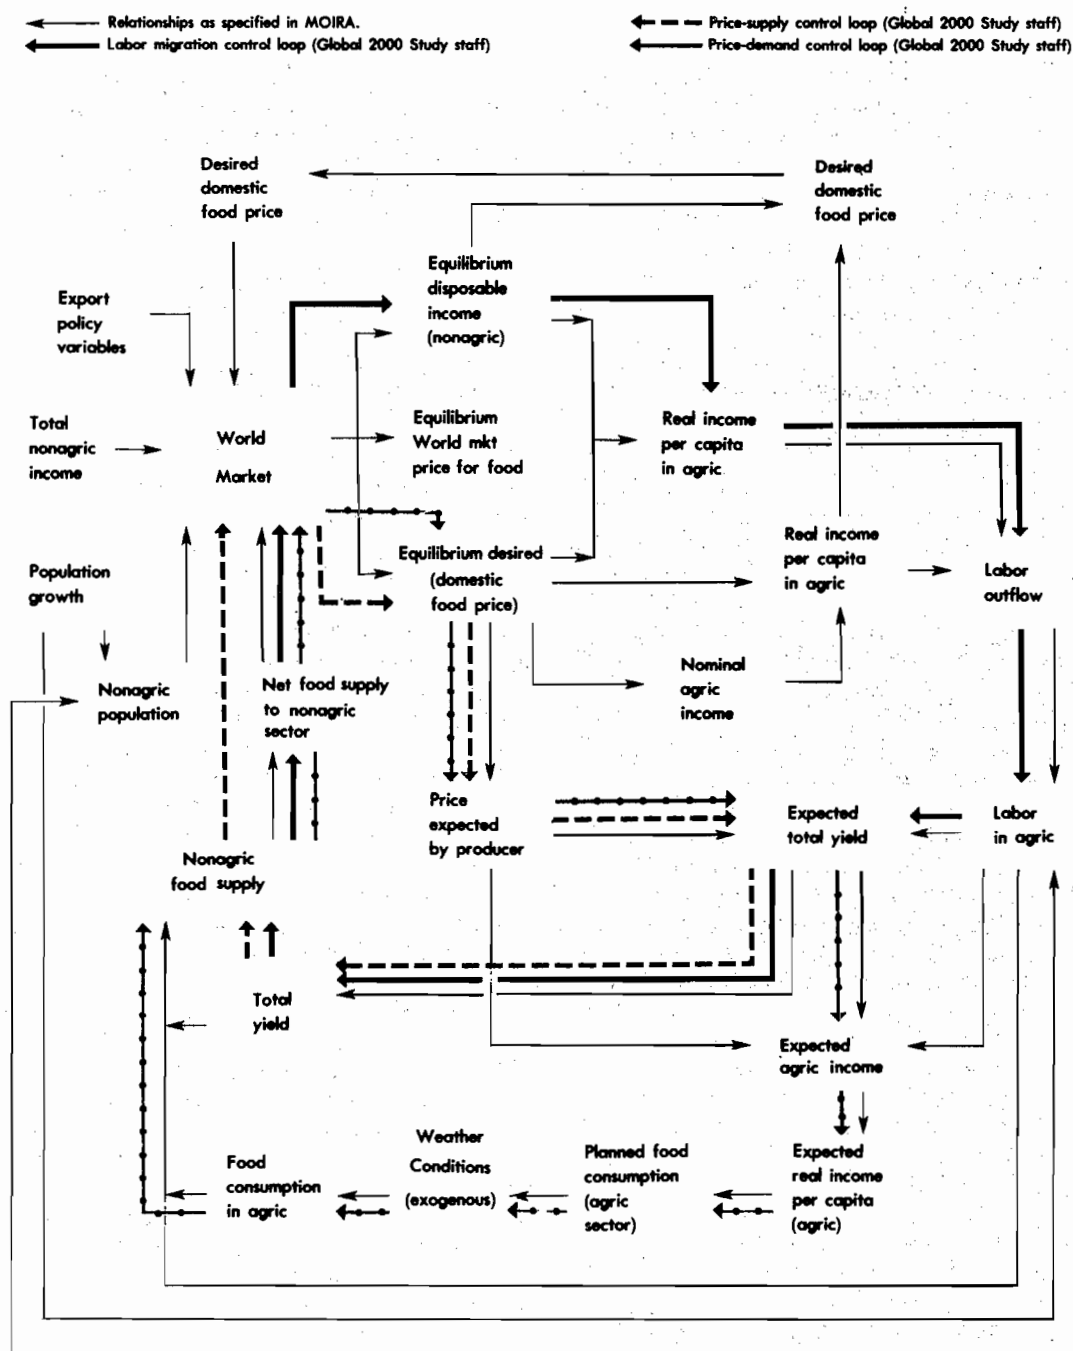 Relationships as specified in MOIRA.
Labor migration control loop (Global 2000 Study staff)
Price-supply control loop (Global 2000 Study staff)
Price-demand control loop (Global 2000 Study staff)
Desired
domestic
food price
Desired
domestic
food price
Equilibrium
disposable
income
(nonagric)
Export
policy
variables
Total
nonagric
income
World
Market
Equilibrium
World mkt
price for food
Real income
per capita
in agric
Population
growth
Equilibrium desired
(domestic
food price)
Real income
per capita
in agric
Labor
outflow
Nonagric
population
Net food supply
to nonagric
sector
Nominal
agric
income
Price
expected
by producer
Expected
total yield
Labor
in agric
Nonagric
food supply
Total
yield
Expected
agric income
Food
consumption
in agric
Weather
Conditions
(exogenous)
Planned food
consumption
(agric
sector)
Expected
real income
per capita
(agric)